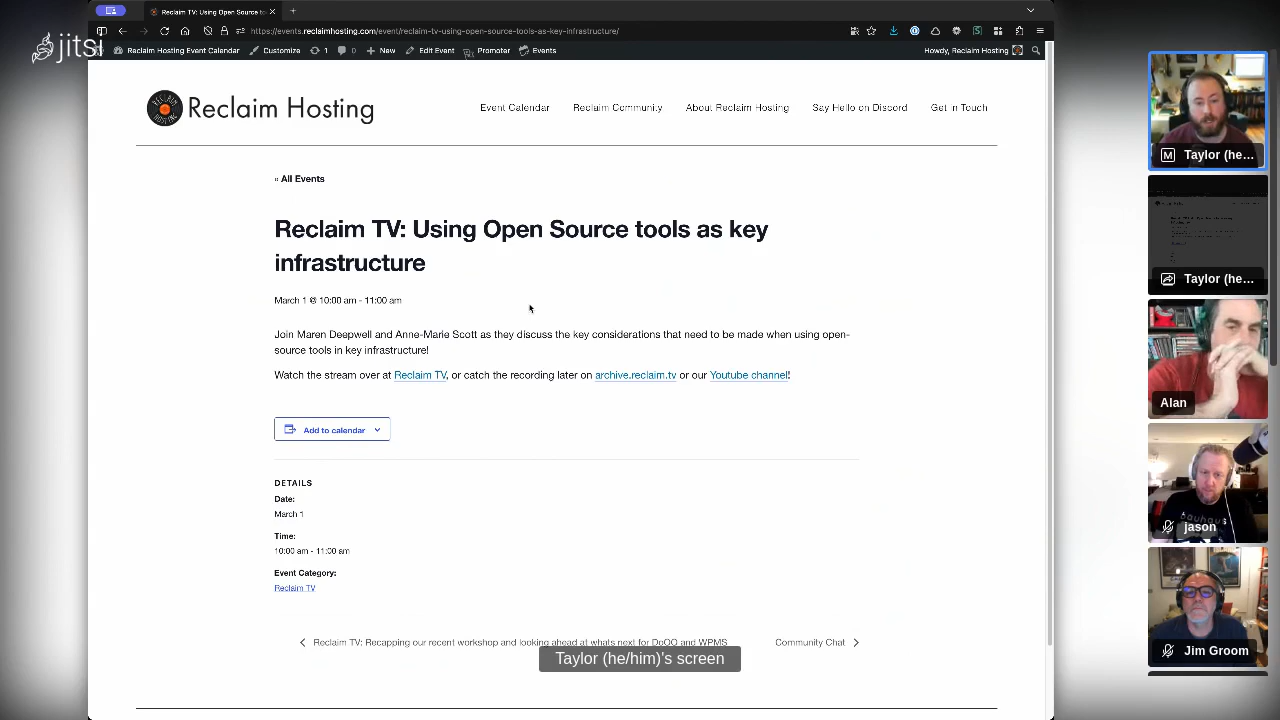 Reclaim TV: Using Open Source to
jitsi
https://events.reclaimhosting.com/event/reclaim-tv-using-open-source-tools-as-key-infrastructure/
Reclaim Hosting Event Calendar Customize 1 0 New Edit Event Promoter Events Howdy, Reclaim Hosting
Reclaim Hosting
Event Calendar Reclaim Community About Reclaim Hosting Say Hello on Discord Get In Touch
« All Events
Reclaim TV: Using Open Source tools as key
infrastructure
March 1 @ 10:00 am - 11:00 am
Join Maren Deepwell and Anne-Marie Scott as they discuss the key considerations that need to be made when using open-
source tools in key infrastructure!
Watch the stream over at Reclaim TV, or catch the recording later on archive.reclaim.tv or our Youtube channel!
Add to calendar
DETAILS
Date:
March 1
Time:
10:00 am - 11:00 am
Event Category:
Reclaim TV
Reclaim TV: Recapping our recent workshop and looking ahead at whats next for DoOO and WPMS
Community Chat
Taylor (he/him)'s screen
M Taylor (he...
Taylor (he...
Alan
bauhaus
jason
Jim Groom